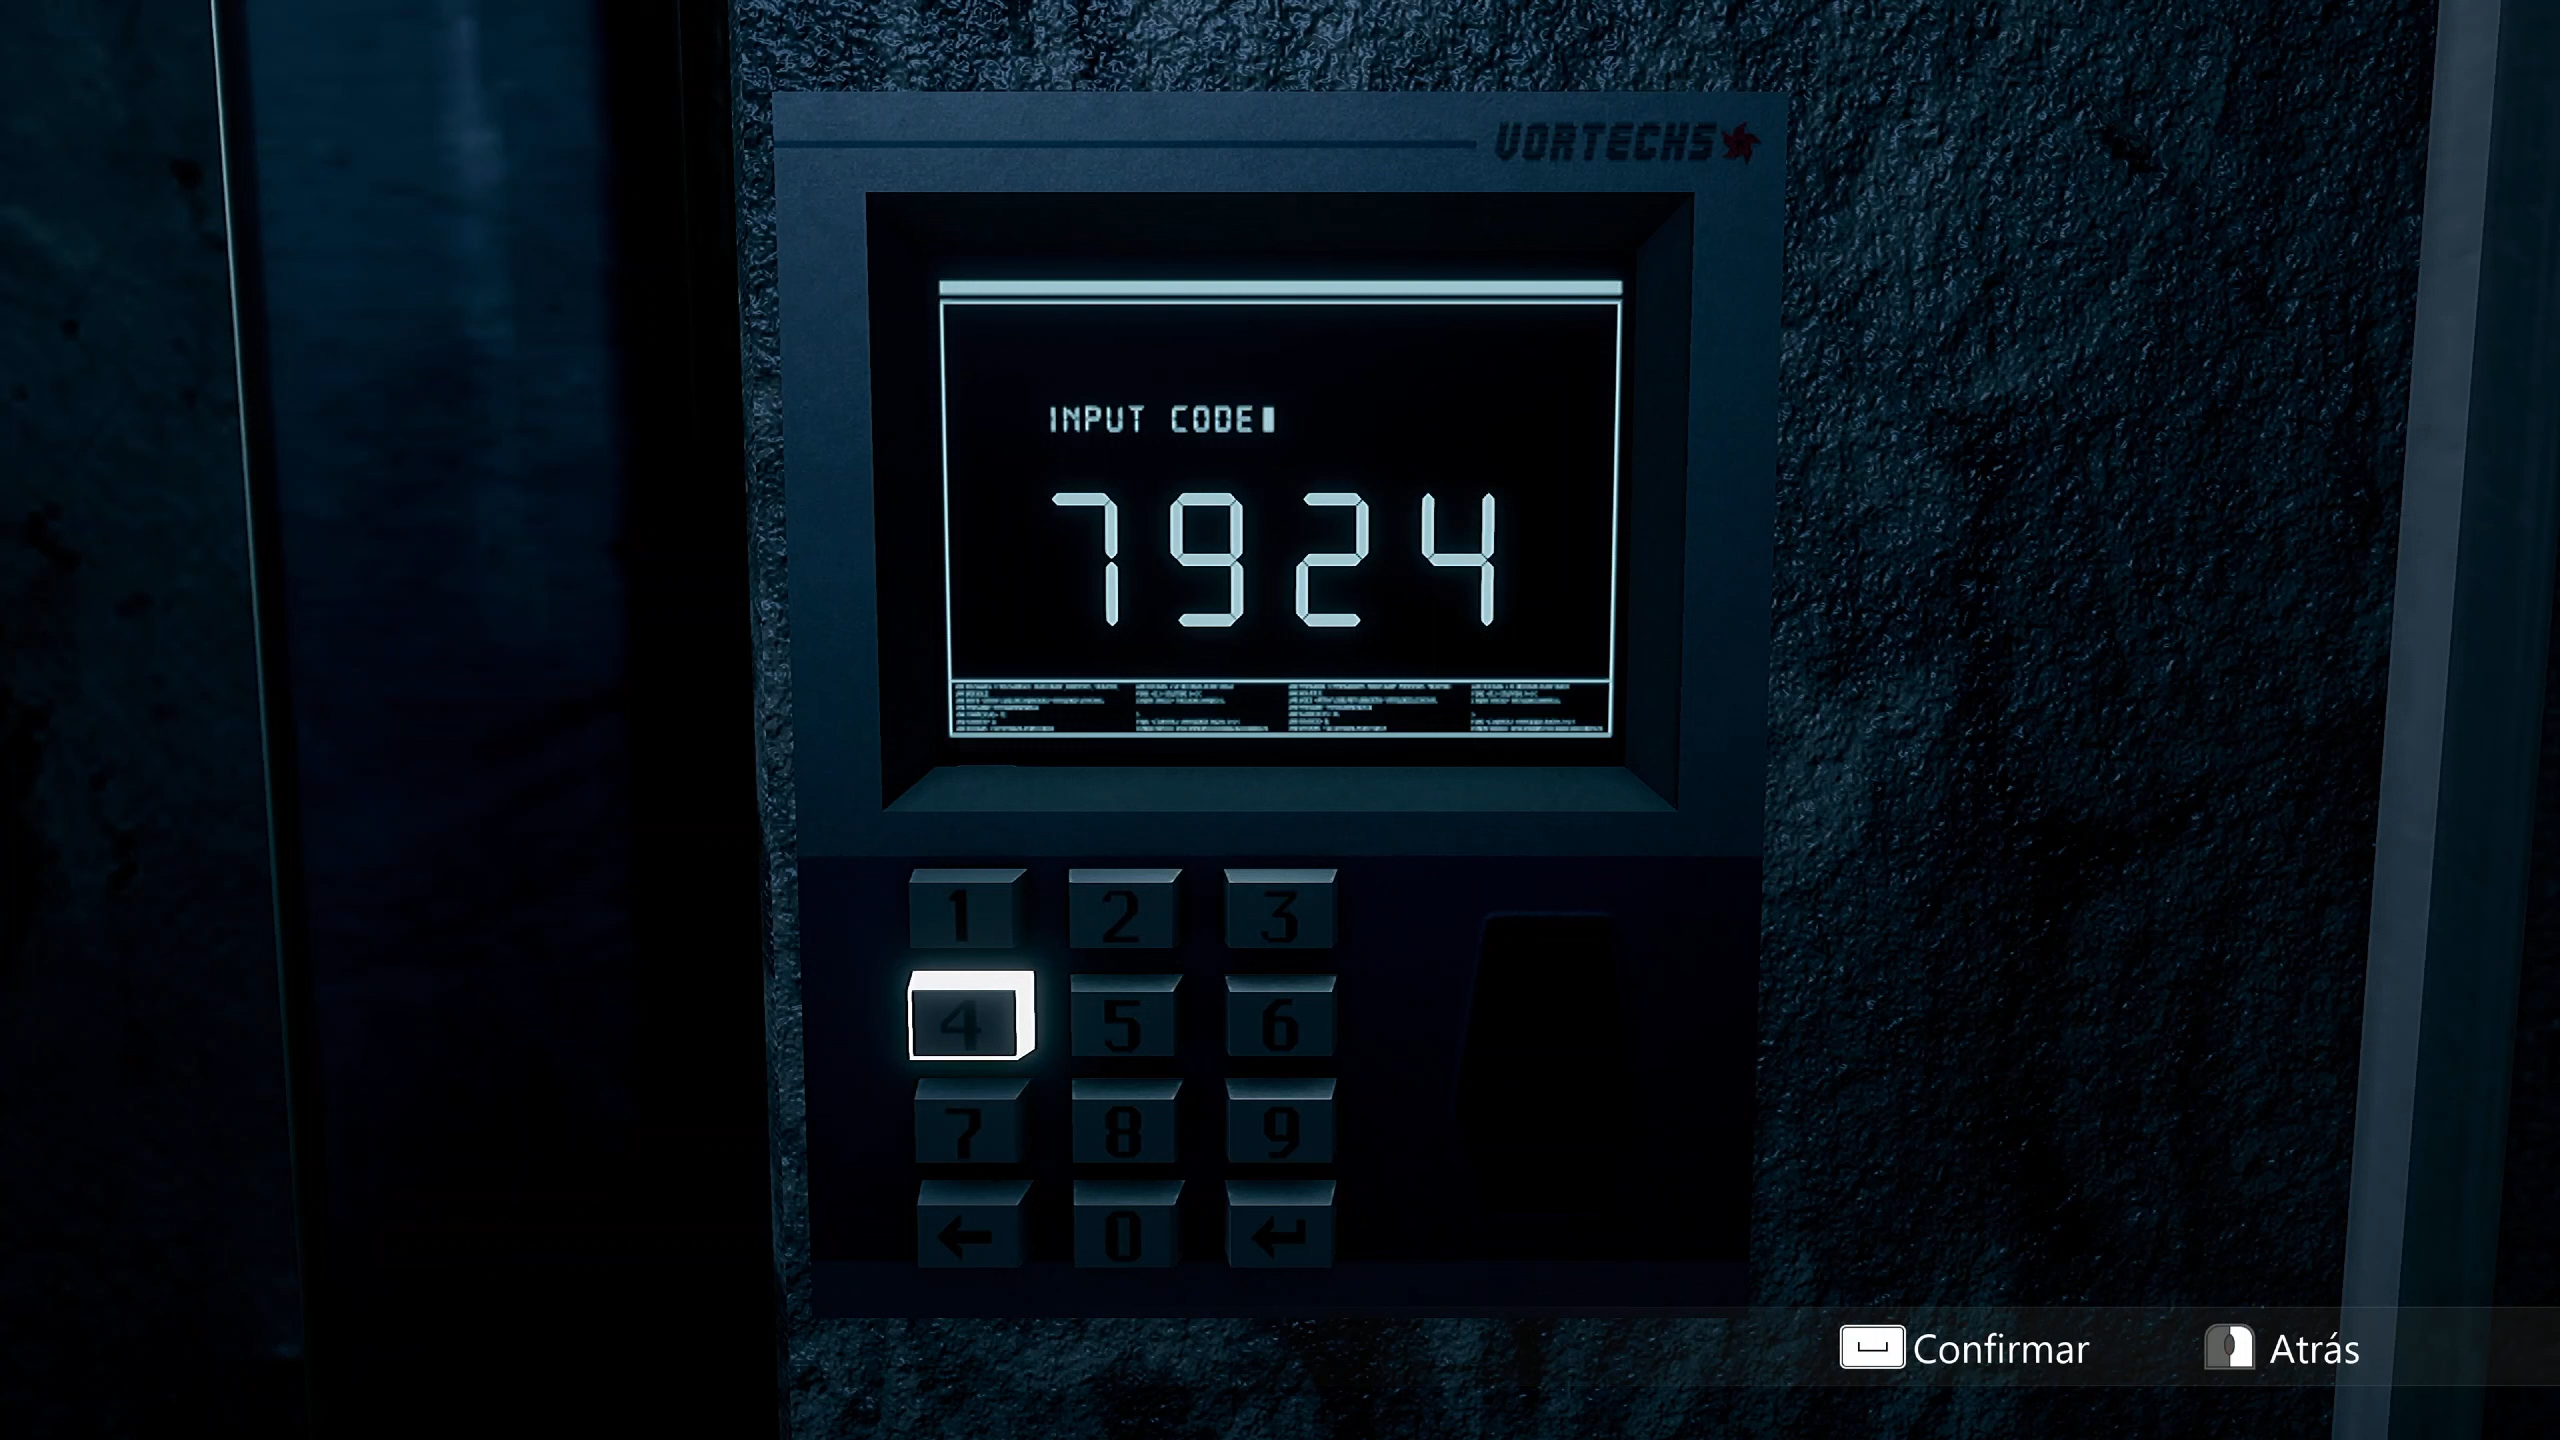 VORTECHS
INPUT CODE
7924
1 2 3
4 5 6
7 8 9
← 0 ↵
Confirmar Atrás